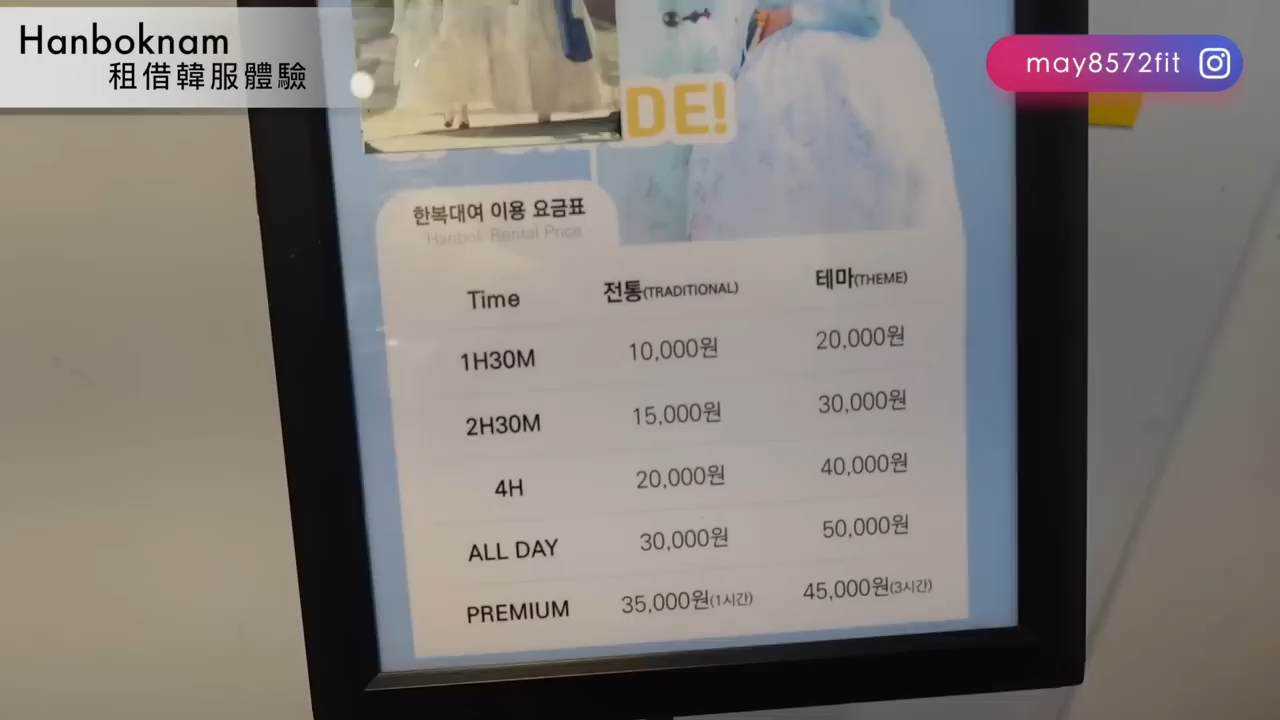 Hanboknam
租借韓服體驗
may8572fit
DE!
한복대여 이용 요금표
Hanbok Rental Price
Time 전통(TRADITIONAL) 테마(THEME)
1H30M 10,000원 20,000원
2H30M 15,000원 30,000원
4H 20,000원 40,000원
ALL DAY 30,000원 50,000원
PREMIUM 35,000원(1시간) 45,000원(3시간)